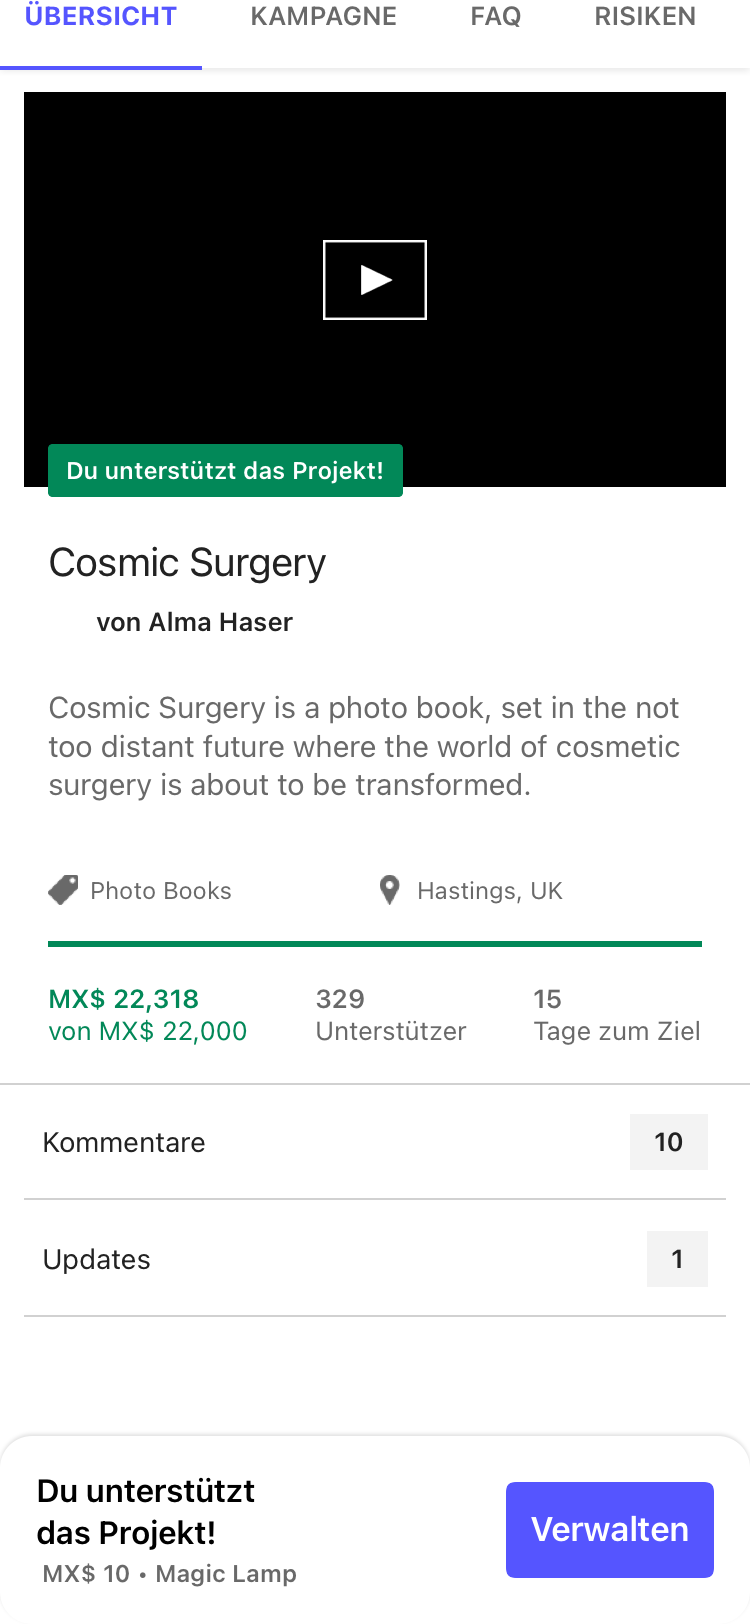 ÜBERSICHT KAMPAGNE FAQ RISIKEN
Du unterstützt das Projekt!
Cosmic Surgery
von Alma Haser
Cosmic Surgery is a photo book, set in the not
too distant future where the world of cosmetic
surgery is about to be transformed.
Photo Books Hastings, UK
MX$ 22,318 329 15
von MX$ 22,000 Unterstützer Tage zum Ziel
Kommentare 10
Updates 1
Du unterstützt
das Projekt!
MX$ 10 • Magic Lamp
Verwalten